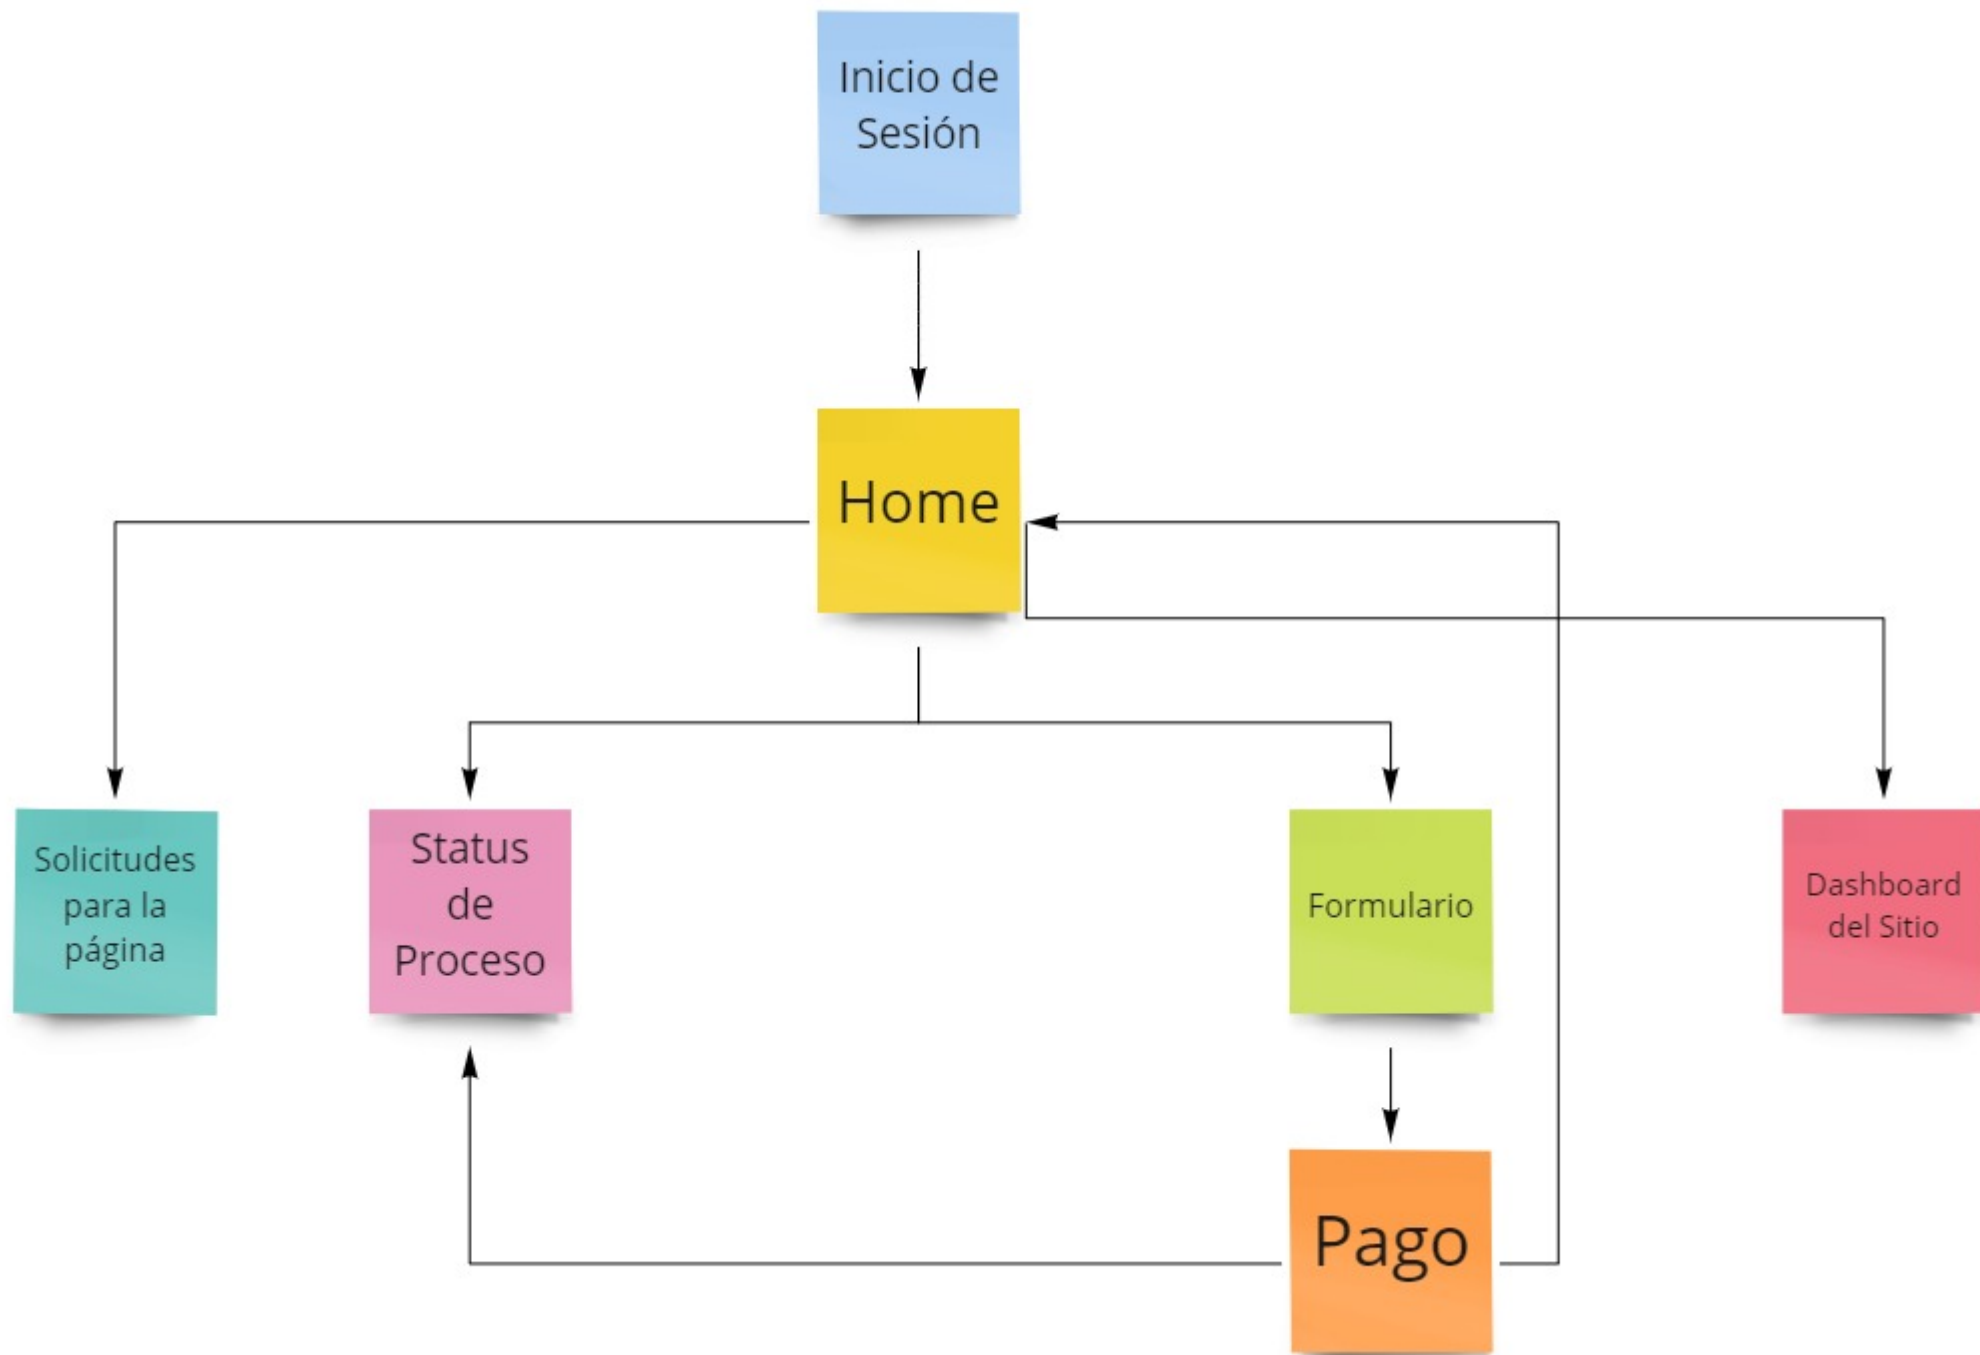 Inicio de
Sesión
Home
Solicitudes
para la
página
Status
de
Proceso
Formulario
Dashboard
del Sitio
Pago